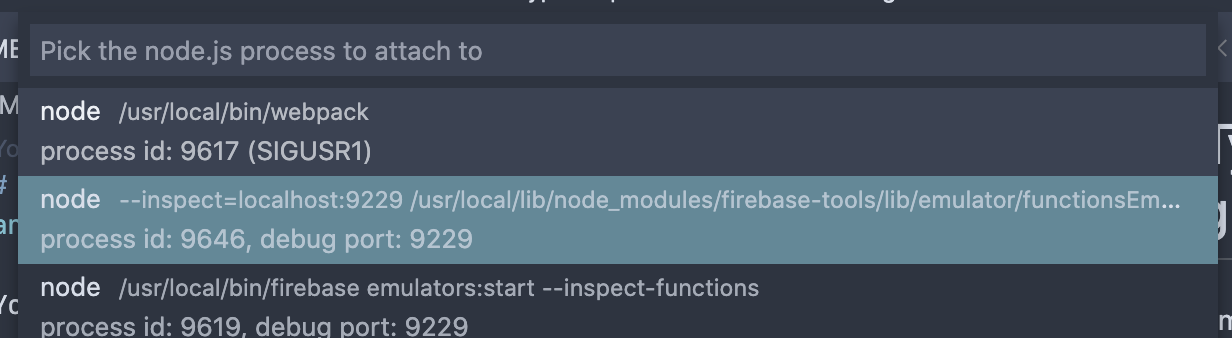 Pick the node.js process to attach to
node /usr/local/bin/webpack
process id: 9617 (SIGUSR1)
node --inspect=localhost:9229 /usr/local/lib/node_modules/firebase-tools/lib/emulator/functionsEm...
process id: 9646, debug port: 9229
node /usr/local/bin/firebase emulators:start --inspect-functions
process id: 9619, debug port: 9229